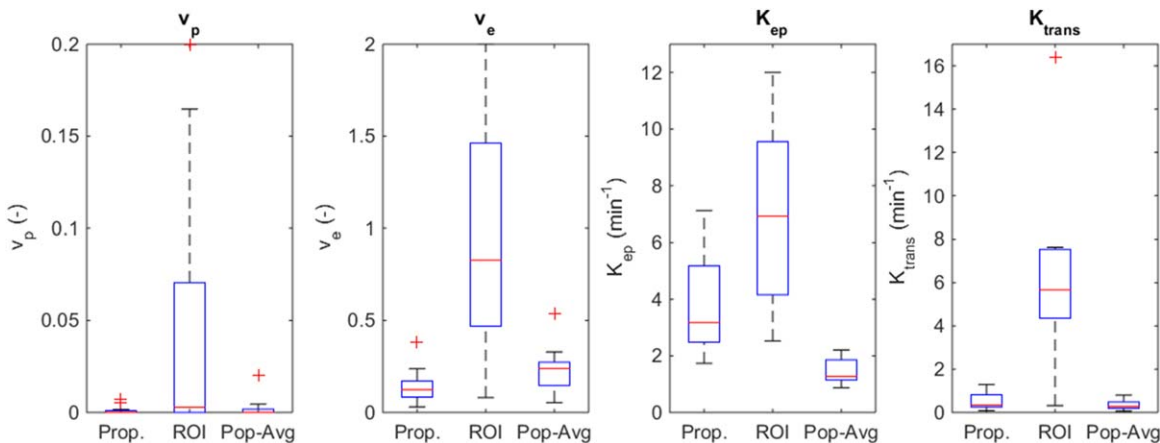 v_p
v_p (-)
0.2
0.15
0.1
0.05
0
Prop. ROI Pop-Avg
v_e
v_e (-)
2
1.5
1
0.5
0
Prop. ROI Pop-Avg
K_ep
K_ep (min^-1)
12
10
8
6
4
2
0
Prop. ROI Pop-Avg
K_trans
K_trans (min^-1)
16
14
12
10
8
6
4
2
0
Prop. ROI Pop-Avg